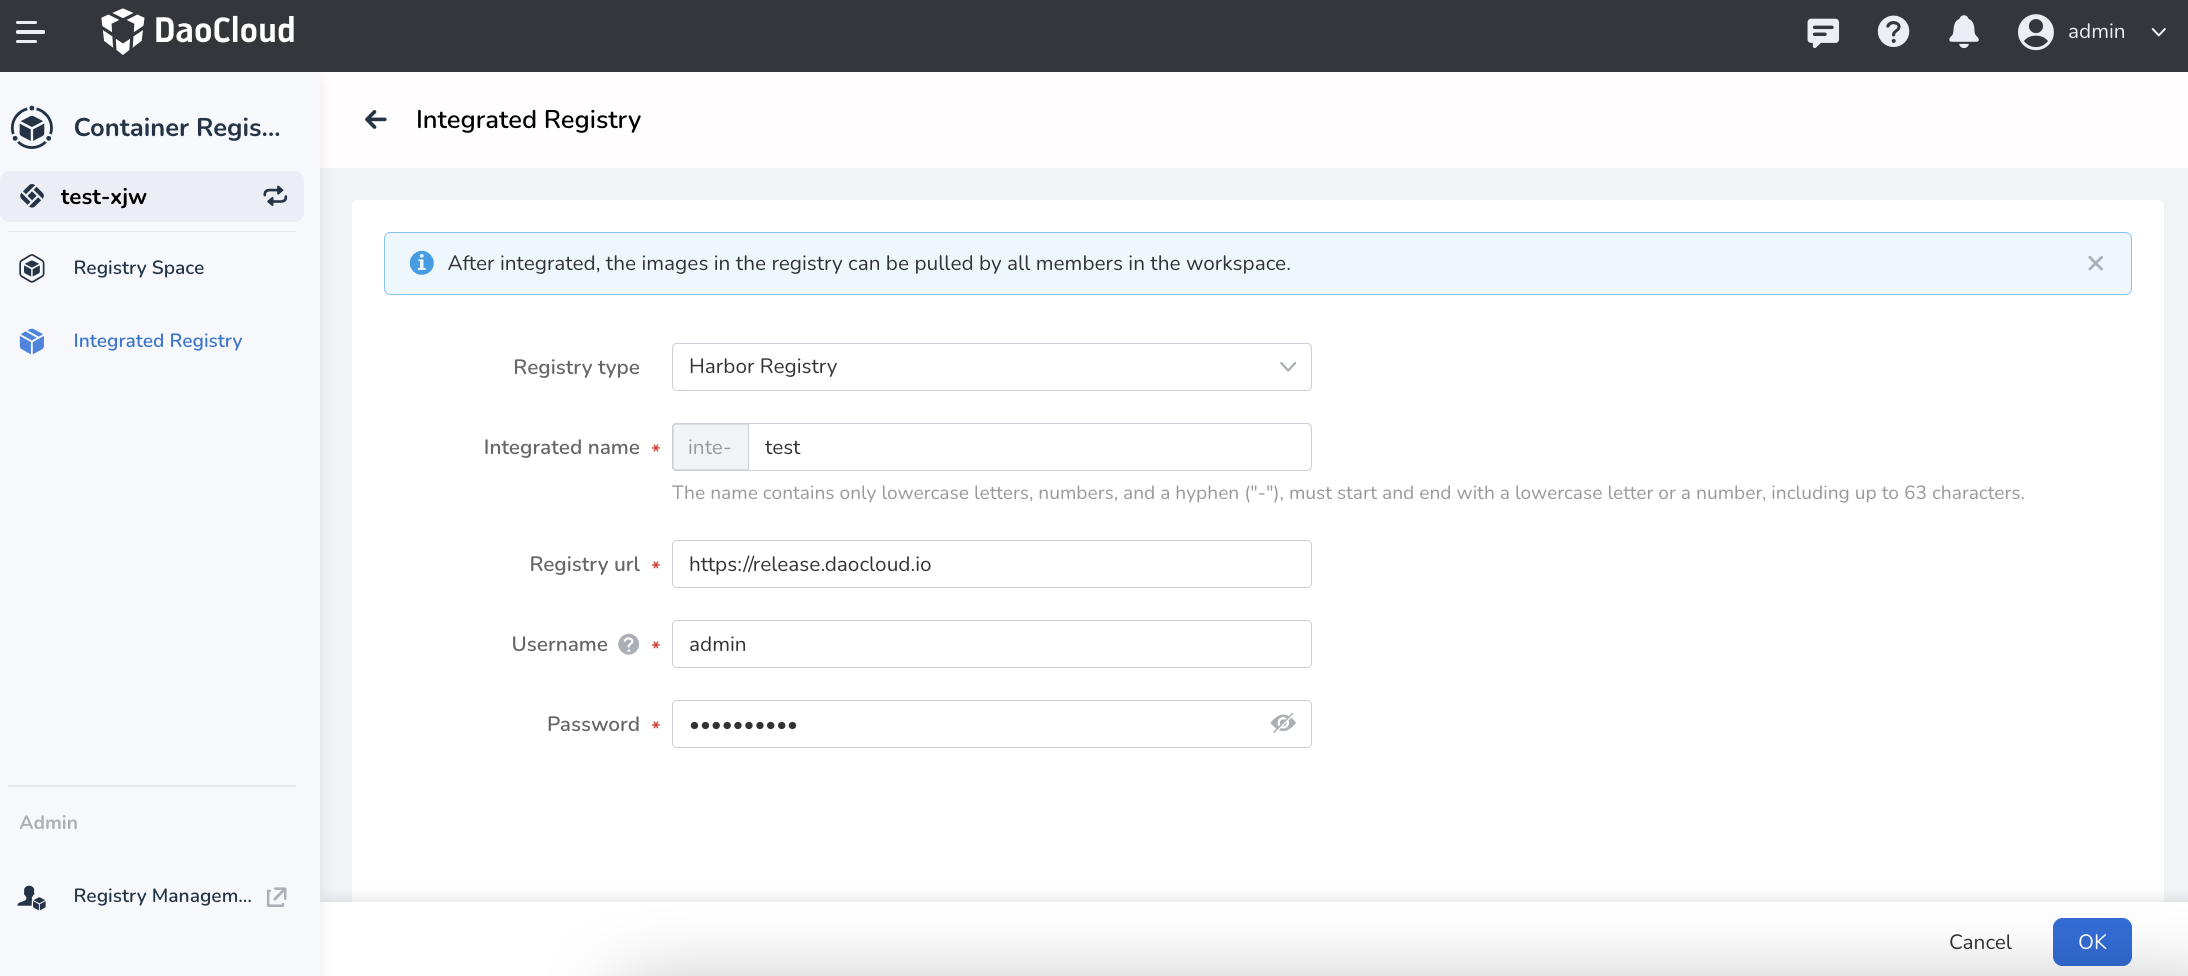 DaoCloud
admin
Container Regis...
test-xjw
Registry Space
Integrated Registry
Admin
Registry Managem...
Integrated Registry
After integrated, the images in the registry can be pulled by all members in the workspace.
Registry type
Harbor Registry
Integrated name *
inte-
test
The name contains only lowercase letters, numbers, and a hyphen ("-"), must start and end with a lowercase letter or a number, including up to 63 characters.
Registry url *
https://release.daocloud.io
Username *
admin
Password *
••••••••••
Cancel
OK